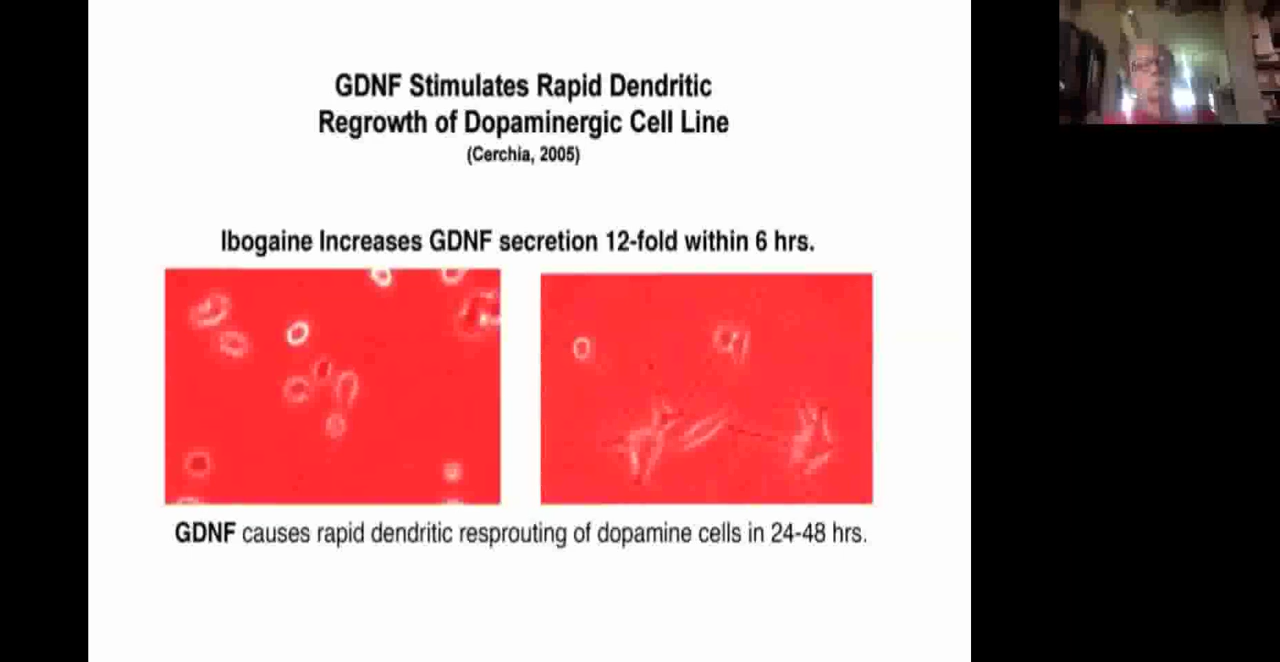 GDNF Stimulates Rapid Dendritic
Regrowth of Dopaminergic Cell Line
(Cerchia, 2005)
Ibogaine Increases GDNF secretion 12-fold within 6 hrs.
GDNF causes rapid dendritic resprouting of dopamine cells in 24-48 hrs.